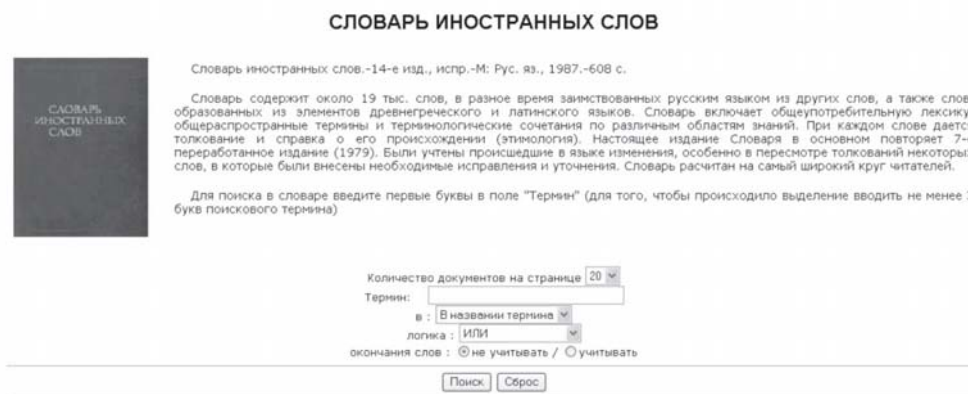 СЛОВАРЬ ИНОСТРАННЫХ СЛОВ
СЛОВАРЬ
ИНОСТРАННЫХ
СЛОВ
Словарь иностранных слов.-14-е изд., испр.-М: Рус. яз., 1987.-608 с.
Словарь содержит около 19 тыс. слов, в разное время заимствованных русским языком из других слов, а также слов
образованных из элементов древнегреческого и латинского языков. Словарь включает общеупотребительную лексику
общераспространные термины и терминологические сочетания по различным областям знаний. При каждом слове даетс
толкование и справка о его происхождении (этимология). Настоящее издание Словаря в основном повторяет 7-
переработанное издание (1979). Были учтены происшедшие в языке изменения, особенно в пересмотре толкований некоторы
слов, в которые были внесены необходимые исправления и уточнения. Словарь расчитан на самый широкий круг читателей.
Для поиска в словаре введите первые буквы в поле "Термин" (для того, чтобы происходило выделение вводить не менее
букв поискового термина)
Количество документов на странице 20
Термин:
в : В названии термина
логика : ИЛИ
окончания слов : не учитывать / учитывать
Поиск Сброс